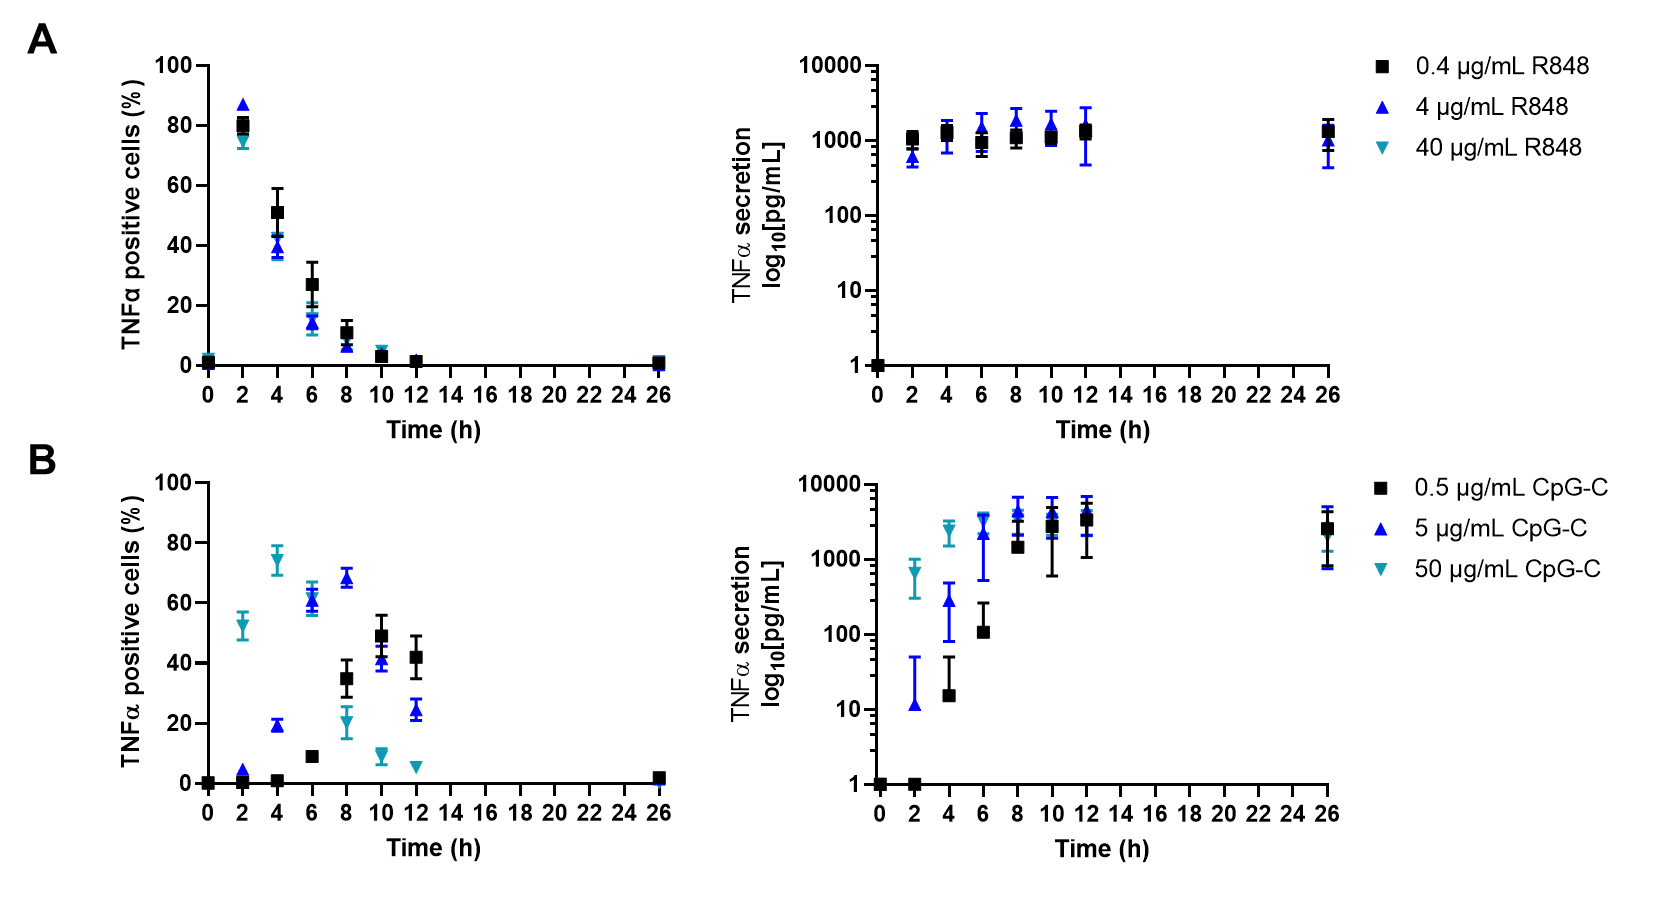 A
TNFα positive cells (%)
100
80
60
40
20
0
0 2 4 6 8 10 12 14 16 18 20 22 24 26
Time (h)
TNFα secretion
log10[pg/mL]
10000
1000
100
10
1
0 2 4 6 8 10 12 14 16 18 20 22 24 26
Time (h)
0.4 µg/mL R848
4 µg/mL R848
40 µg/mL R848
B
TNFα positive cells (%)
100
80
60
40
20
0
0 2 4 6 8 10 12 14 16 18 20 22 24 26
Time (h)
TNFα secretion
log10[pg/mL]
10000
1000
100
10
1
0 2 4 6 8 10 12 14 16 18 20 22 24 26
Time (h)
0.5 µg/mL CpG-C
5 µg/mL CpG-C
50 µg/mL CpG-C